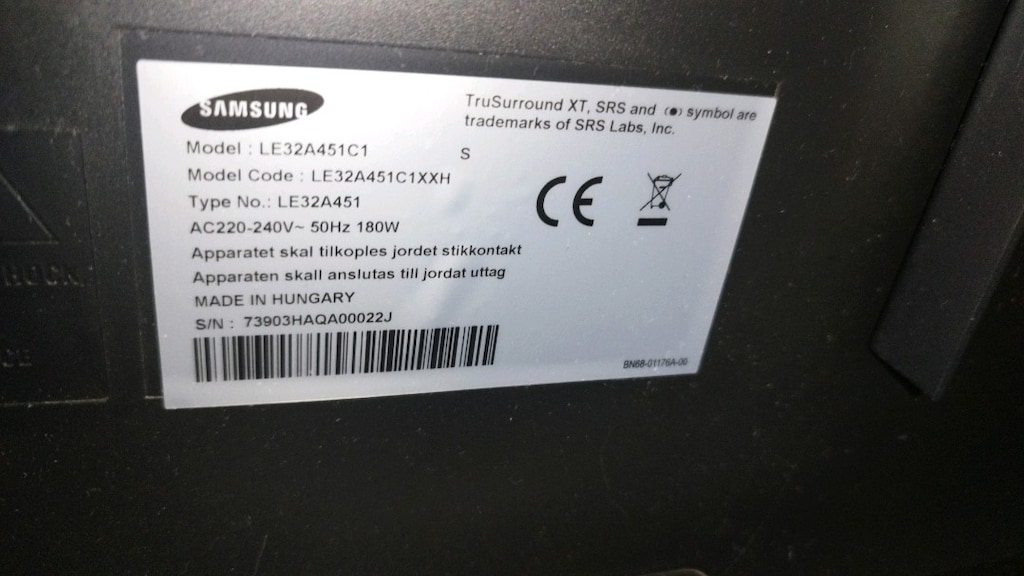 SAMSUNG
TruSurround XT, SRS and (●) symbol are
trademarks of SRS Labs, Inc.
Model : LE32A451C1
S
Model Code : LE32A451C1XXH
Type No.: LE32A451
AC220-240V~ 50Hz 180W
Apparatet skal tilkoples jordet stikkontakt
Apparaten skall anslutas till jordat uttag
MADE IN HUNGARY
S/N : 73903HAQA00022J
CE
BN68-01176A-00